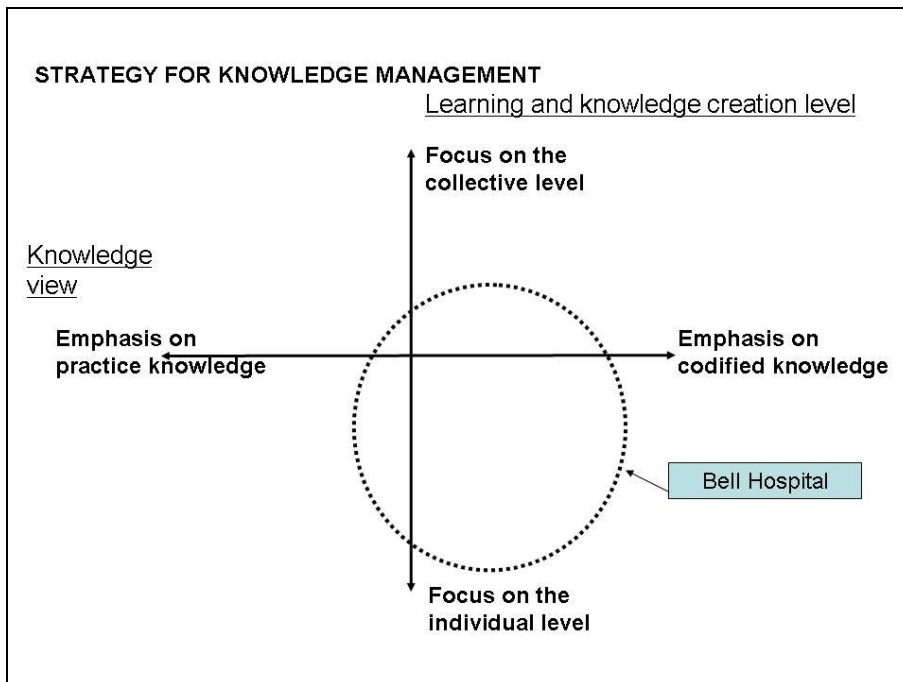 STRATEGY FOR KNOWLEDGE MANAGEMENT
Learning and knowledge creation level
Focus on the
collective level
Knowledge
view
Emphasis on
practice knowledge
Emphasis on
codified knowledge
Bell Hospital
Focus on the
individual level